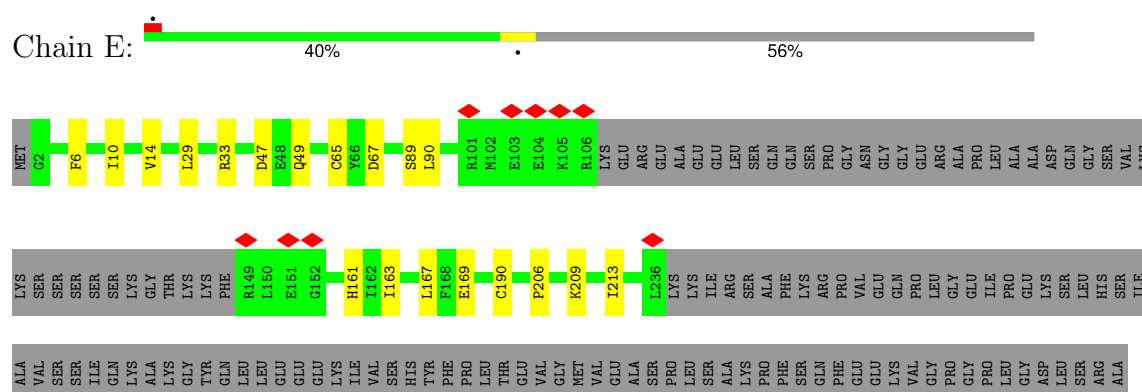 Chain E:
• 40% • 56%
MET G2 F6 I10 V14 L29 R33 D47 E48 Q49 C65 Y66 D67 S89 L90 R101 M102 E103 E104 K105 R106 LYS GLU ARG GLU ALA GLU GLU LEU SER GLN GLN SER PRO GLY ASN GLY GLY GLU ARG ALA PRO LEU ALA ALA ASP GLN GLY SER VAL
LYS SER SER SER SER SER LYS GLY THR LYS LYS PHE R149 L150 E151 G152 H161 I162 I163 L167 F168 E169 C190 P206 K209 I213 L236 LYS LYS ILE ARG SER ALA PHE LYS ARG PRO VAL GLU GLN PRO LEU GLY GLU ILE PRO GLU LYS SER LEU HIS SER ILE
ALA VAL SER SER ILE GLN LYS ALA LYS GLY TYR GLN LEU LEU GLU GLU GLU LYS ILE VAL SER HIS TYR PHE PRO LEU THR GLU VAL GLY MET VAL GLU ALA SER PRO LEU SER ALA LYS PRO PHE SER GLN PHE GLU GLU LYS VAL GLY PRO GLY PRO LEU GLY ASP LEU SER ARG ALA